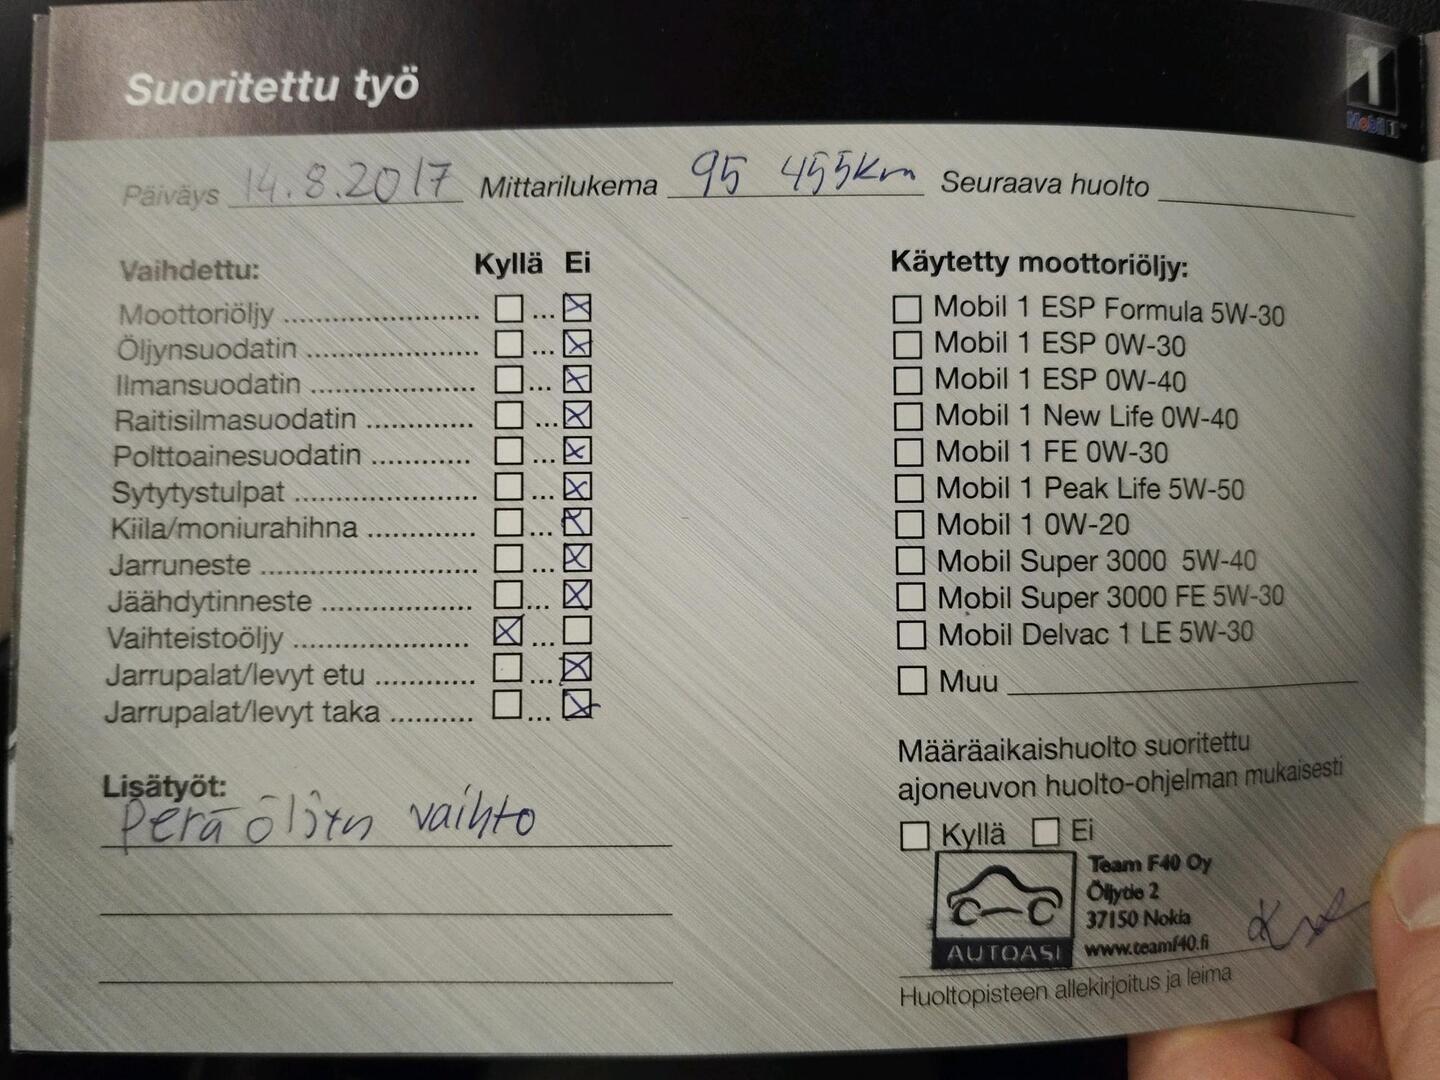 Suoritettu työ
1
Mobil 1
Päiväys 14.8.2017 Mittarilukema 95 455km Seuraava huolto
Vaihdettu: Kyllä Ei
Moottoriöljy ...
Öljynsuodatin ...
Ilmansuodatin ...
Raitisilmasuodatin ...
Polttoainesuodatin ...
Sytytystulpat ...
Kiila/moniurahihna ...
Jarruneste ...
Jäähdytinneste ...
Vaihteistoöljy ...
Jarrupalat/levyt etu ...
Jarrupalat/levyt taka ...
Lisätyöt:
Perä öljyn vaihto
Käytetty moottoriöljy:
Mobil 1 ESP Formula 5W-30
Mobil 1 ESP 0W-30
Mobil 1 ESP 0W-40
Mobil 1 New Life 0W-40
Mobil 1 FE 0W-30
Mobil 1 Peak Life 5W-50
Mobil 1 0W-20
Mobil Super 3000 5W-40
Mobil Super 3000 FE 5W-30
Mobil Delvac 1 LE 5W-30
Muu
Määräaikaishuolto suoritettu
ajoneuvon huolto-ohjelman mukaisesti
Kyllä Ei
AUTOASI
Team F40 Oy
Öljytie 2
37150 Nokia
www.teamf40.fi
Huoltopisteen allekirjoitus ja leima